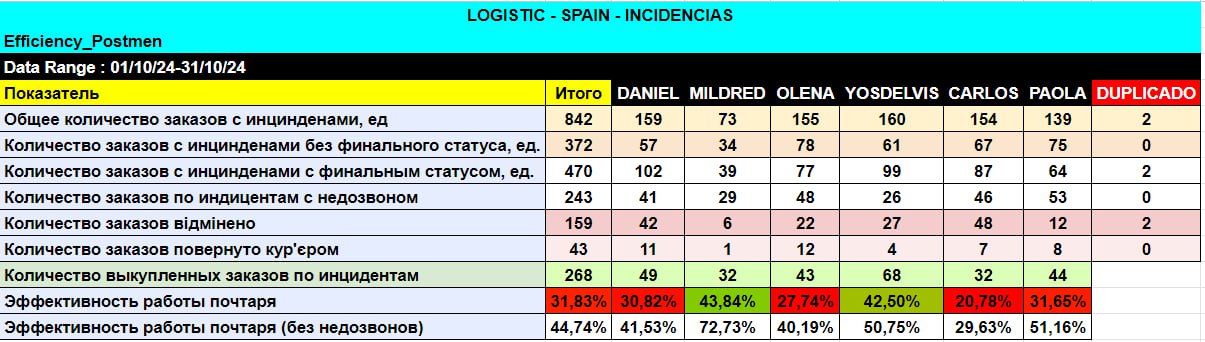 LOGISTIC - SPAIN - INCIDENCIAS
Efficiency_Postmen
Data Range : 01/10/24-31/10/24
Показатель Итого DANIEL MILDRED OLENA YOSDELVIS CARLOS PAOLA DUPLICADO
Общее количество заказов с инцинденами, ед 842 159 73 155 160 154 139 2
Количество заказов с инцинденами без финального статуса, ед. 372 57 34 78 61 67 75 0
Количество заказов с инцинденами с финальным статусом, ед. 470 102 39 77 99 87 64 2
Количество заказов по индицентам с недозвоном 243 41 29 48 26 46 53 0
Количество заказов відмінено 159 42 6 22 27 48 12 2
Количество заказов повернуто кур'єром 43 11 1 12 4 7 8 0
Количество выкупленных заказов по инцидентам 268 49 32 43 68 32 44
Эффективность работы почтаря 31,83% 30,82% 43,84% 27,74% 42,50% 20,78% 31,65%
Эффективность работы почтаря (без недозвонов) 44,74% 41,53% 72,73% 40,19% 50,75% 29,63% 51,16%